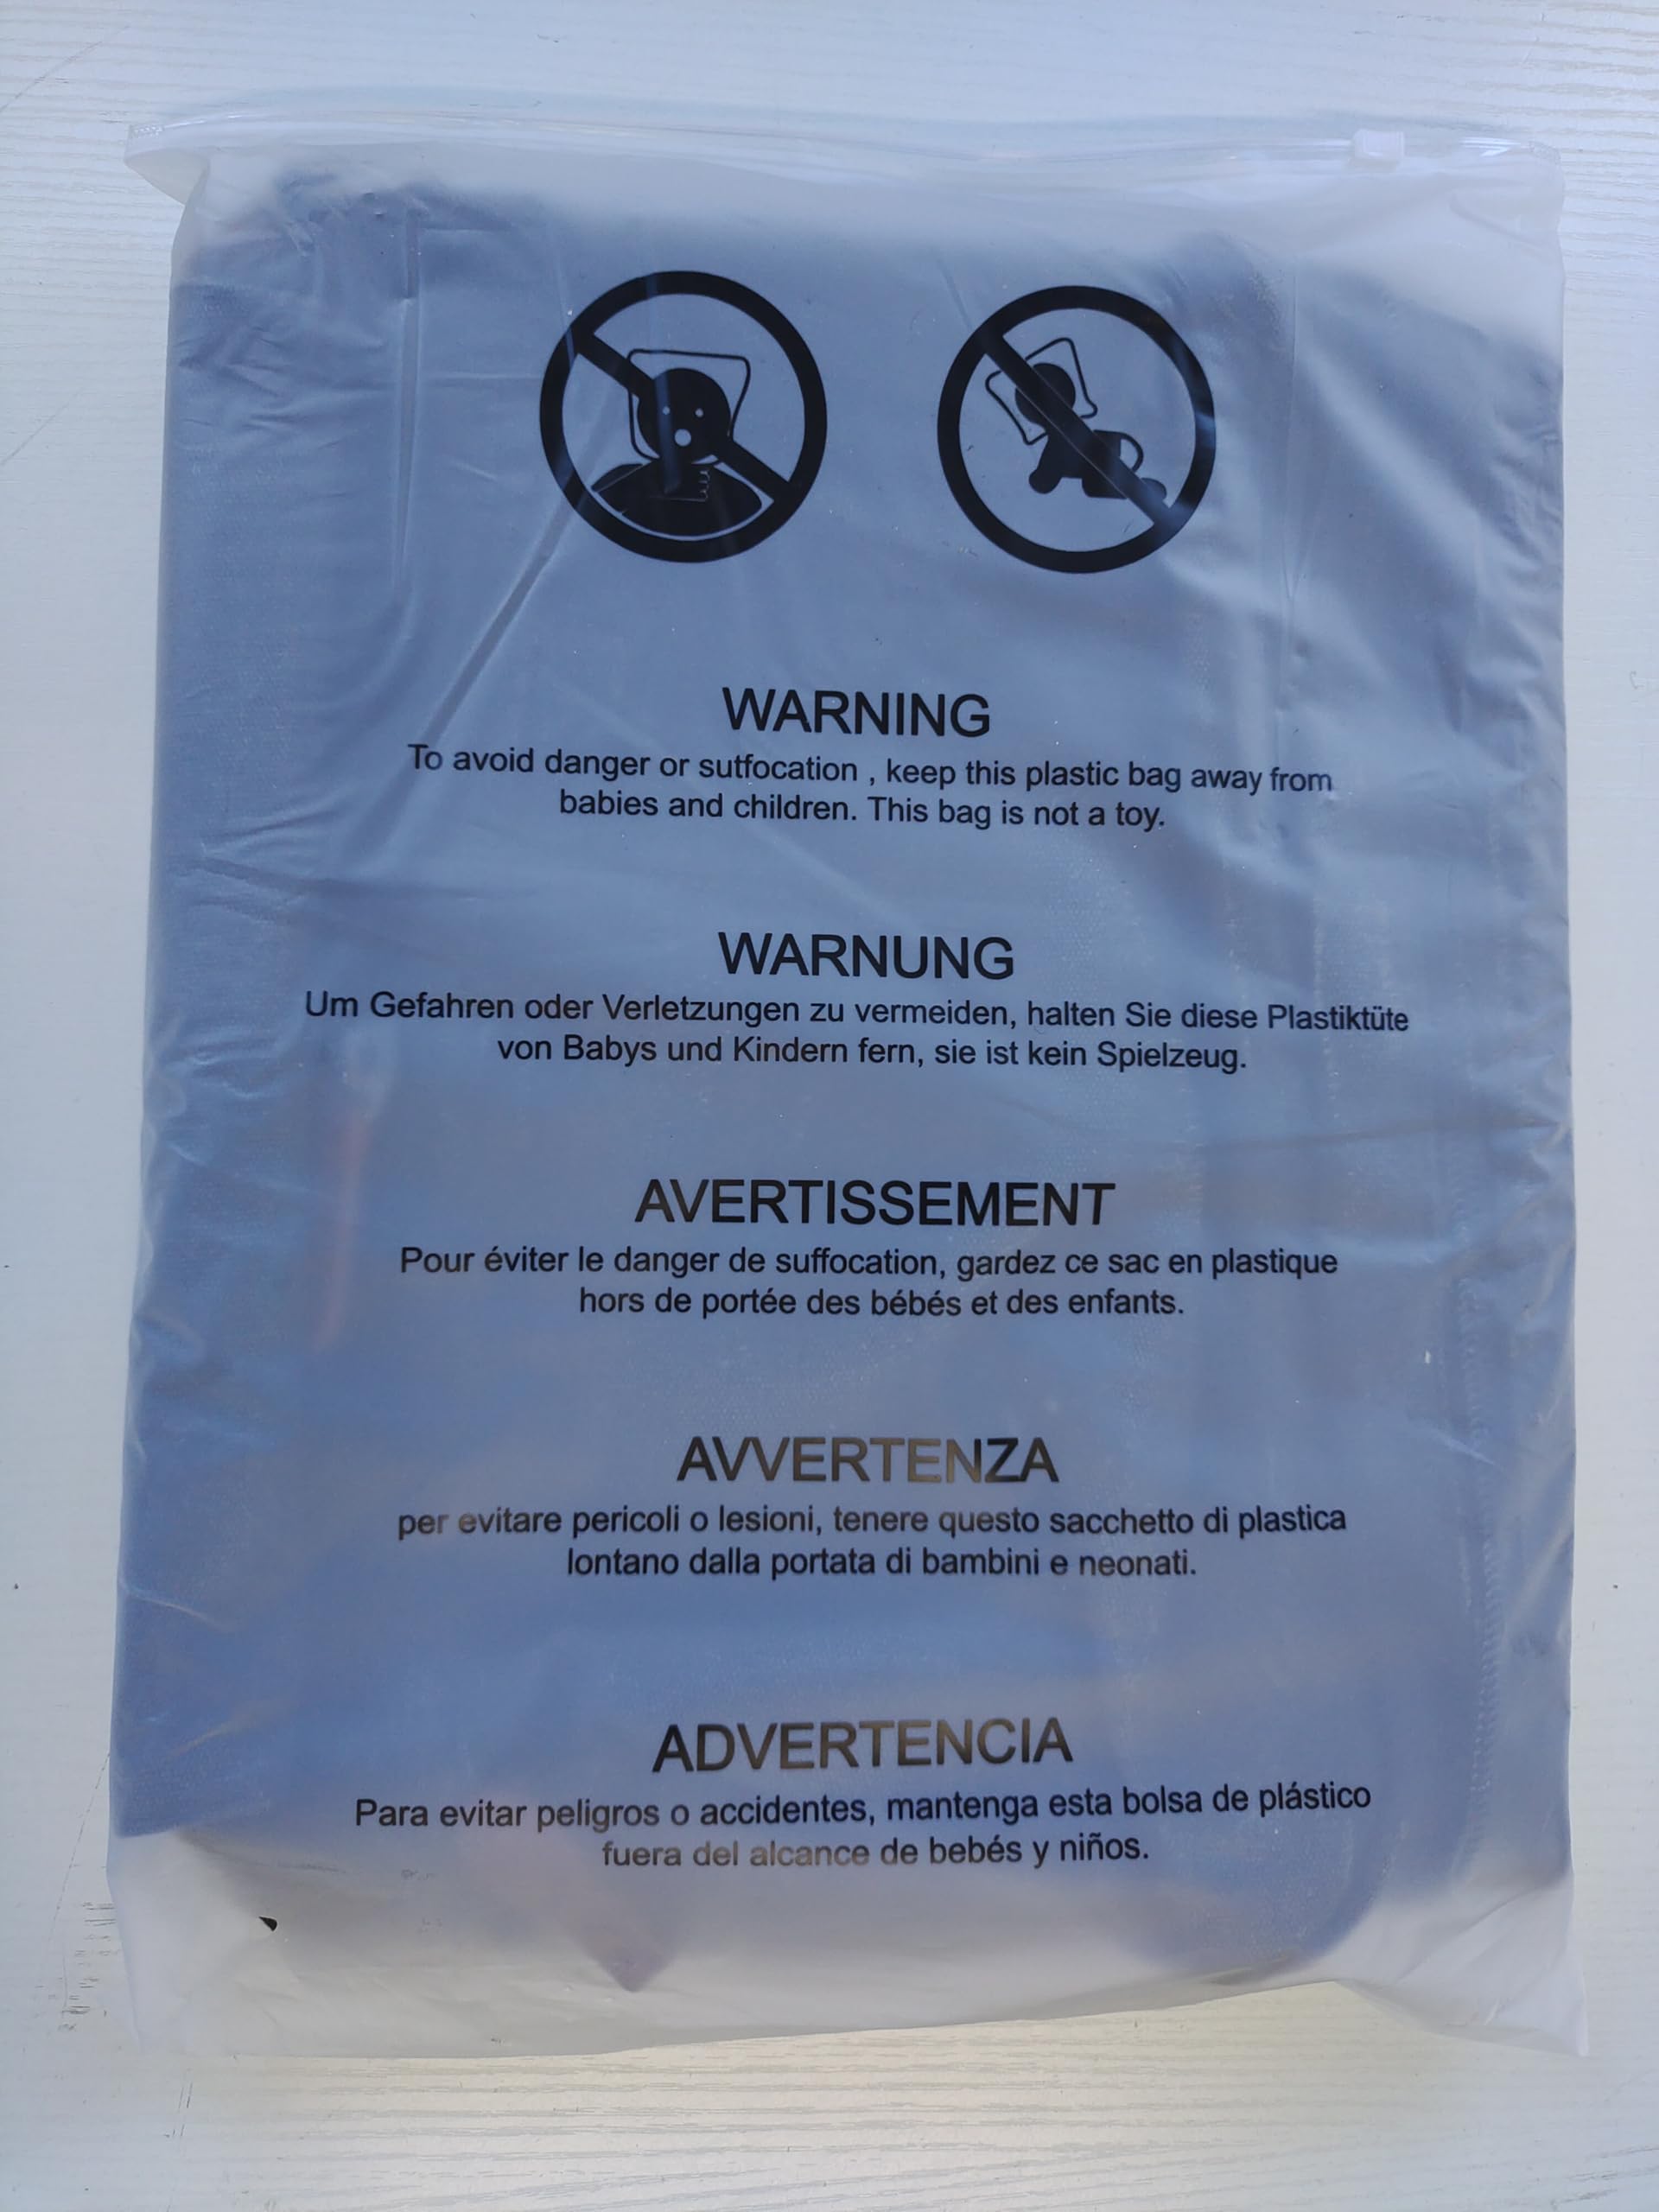 WARNING
To avoid danger or sutfocation , keep this plastic bag away from
babies and children. This bag is not a toy.
WARNUNG
Um Gefahren oder Verletzungen zu vermeiden, halten Sie diese Plastiktüte
von Babys und Kindern fern, sie ist kein Spielzeug.
AVERTISSEMENT
Pour éviter le danger de suffocation, gardez ce sac en plastique
hors de portée des bébés et des enfants.
AVVERTENZA
per evitare pericoli o lesioni, tenere questo sacchetto di plastica
lontano dalla portata di bambini e neonati.
ADVERTENCIA
Para evitar peligros o accidentes, mantenga esta bolsa de plástico
fuera del alcance de bebés y niños.